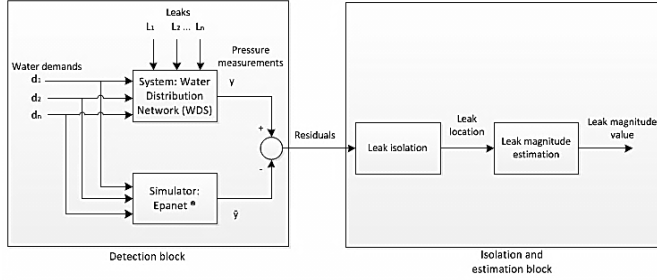 Leaks
L₁ L₂ ... Lₙ
Pressure
measurements
Water demands
d₁
d₂
dₙ
System: Water
Distribution
Network (WDS)
y
+
-
Residuals
Simulator:
Epanet ®
ŷ
Detection block
Leak isolation
Leak
location
Leak magnitude
estimation
Leak magnitude
value
Isolation and
estimation block